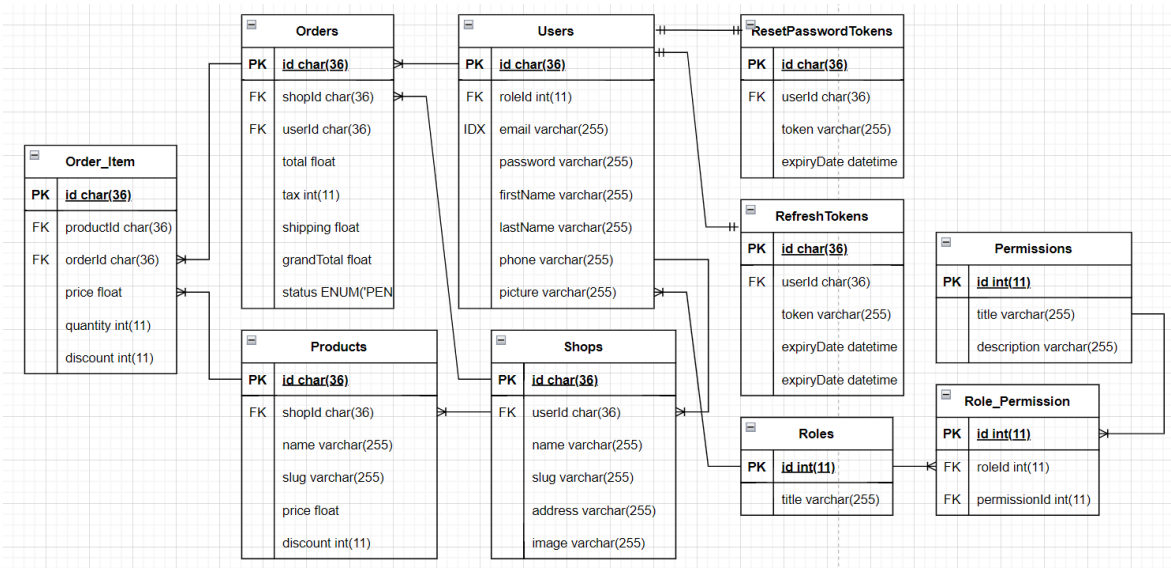 Orders
PK id char(36)
FK shopId char(36)
FK userId char(36)
total float
tax int(11)
shipping float
grandTotal float
status ENUM('PEN
Users
PK id char(36)
FK roleId int(11)
IDX email varchar(255)
password varchar(255)
firstName varchar(255)
lastName varchar(255)
phone varchar(255)
picture varchar(255)
ResetPasswordTokens
PK id char(36)
FK userId char(36)
token varchar(255)
expiryDate datetime
Order_Item
PK id char(36)
FK productId char(36)
FK orderId char(36)
price float
quantity int(11)
discount int(11)
RefreshTokens
PK id char(36)
FK userId char(36)
token varchar(255)
expiryDate datetime
expiryDate datetime
Permissions
PK id int(11)
title varchar(255)
description varchar(255)
Products
PK id char(36)
FK shopId char(36)
name varchar(255)
slug varchar(255)
price float
discount int(11)
Shops
PK id char(36)
FK userId char(36)
name varchar(255)
slug varchar(255)
address varchar(255)
image varchar(255)
Roles
PK id int(11)
title varchar(255)
Role_Permission
PK id int(11)
FK roleId int(11)
FK permissionId int(11)